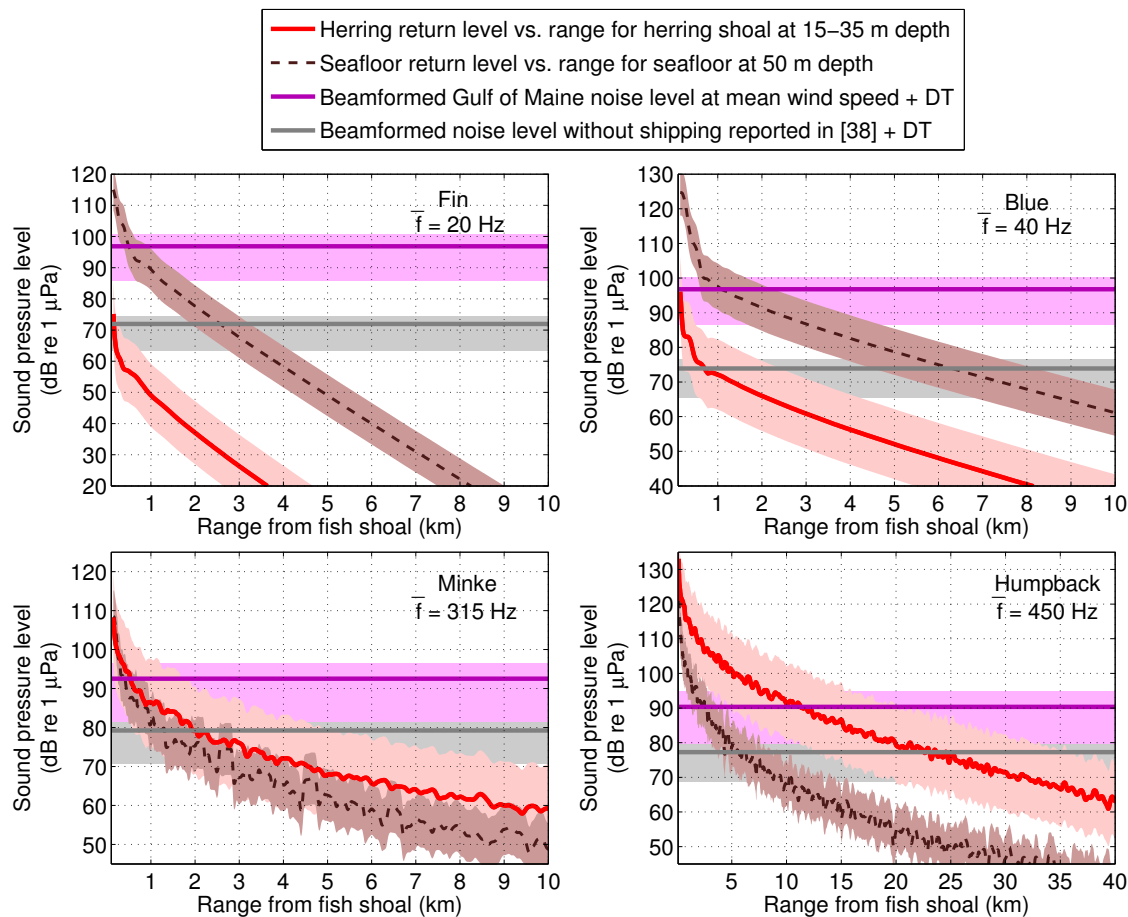 Herring return level vs. range for herring shoal at 15−35 m depth
Seafloor return level vs. range for seafloor at 50 m depth
Beamformed Gulf of Maine noise level at mean wind speed + DT
Beamformed noise level without shipping reported in [38] + DT
Fin
f̅ = 20 Hz
120
110
100
90
80
70
60
50
40
30
20
1 2 3 4 5 6 7 8 9 10
Sound pressure level
(dB re 1 µPa)
Range from fish shoal (km)
Blue
f̅ = 40 Hz
130
120
110
100
90
80
70
60
50
40
1 2 3 4 5 6 7 8 9 10
Sound pressure level
(dB re 1 µPa)
Range from fish shoal (km)
Minke
f̅ = 315 Hz
120
110
100
90
80
70
60
50
1 2 3 4 5 6 7 8 9 10
Sound pressure level
(dB re 1 µPa)
Range from fish shoal (km)
Humpback
f̅ = 450 Hz
130
120
110
100
90
80
70
60
50
5 10 15 20 25 30 35 40
Sound pressure level
(dB re 1 µPa)
Range from fish shoal (km)